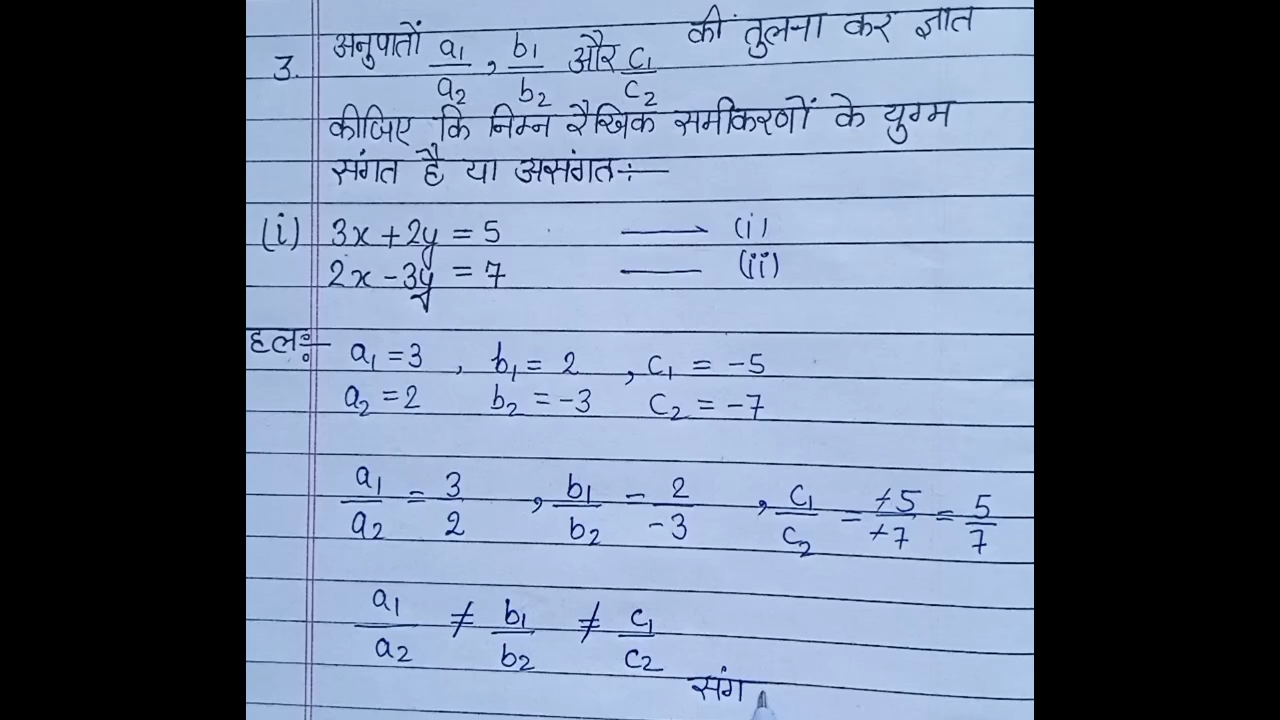 3. अनुपातों a₁/a₂ , b₁/b₂ और c₁/c₂ की तुलना कर ज्ञात
कीजिए कि निम्न रैखिक समीकरणों के युग्म
संगत है या असंगत÷—
(i) 3x + 2y = 5 ⟶ (i)
2x - 3y = 7 — (ii)
हलः- a₁ = 3 , b₁ = 2 , c₁ = -5
a₂ = 2 b₂ = -3 c₂ = -7
a₁/a₂ = 3/2 , b₁/b₂ - 2/-3 , c₁/c₂ = +5/+7 = 5/7
a₁/a₂ ≠ b₁/b₂ ≠ c₁/c₂
संग